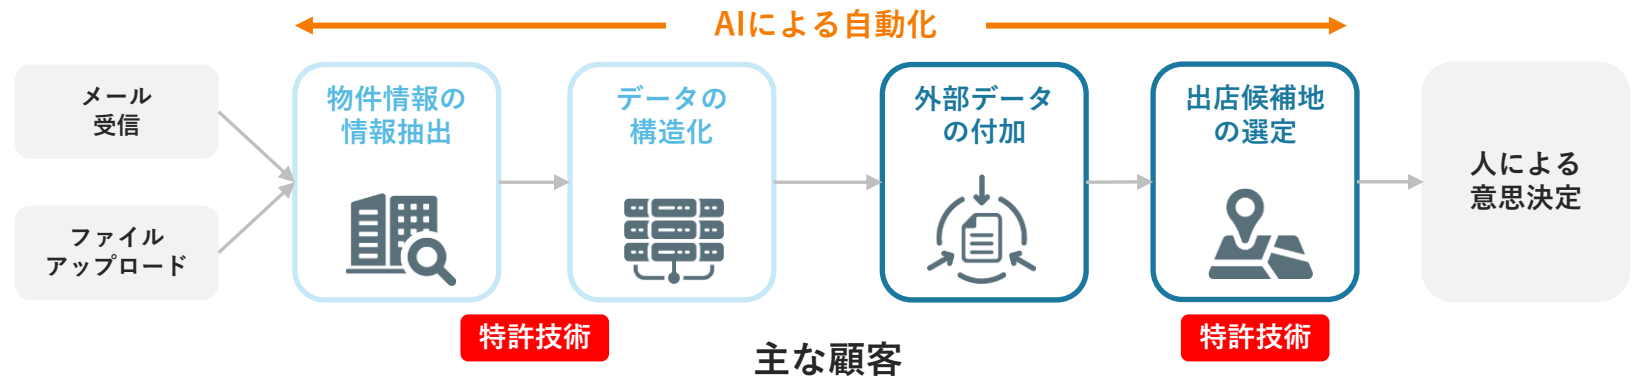 AIによる自動化
メール
受信
ファイル
アップロード
物件情報の
情報抽出
データの
構造化
外部データ
の付加
出店候補地
の選定
人による
意思決定
特許技術
特許技術
主な顧客